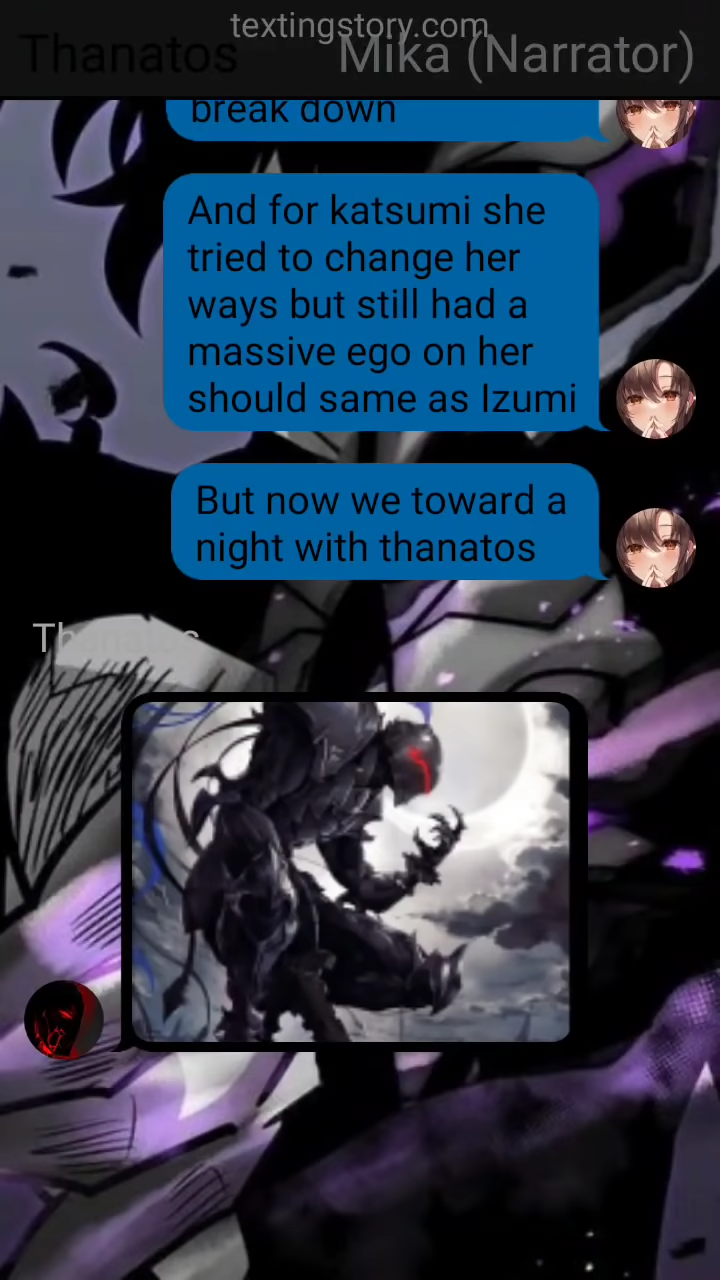 textingstory.com
Thanatos
Mika (Narrator)
break down
And for katsumi she
tried to change her
ways but still had a
massive ego on her
should same as Izumi
But now we toward a
night with thanatos
Thanatos